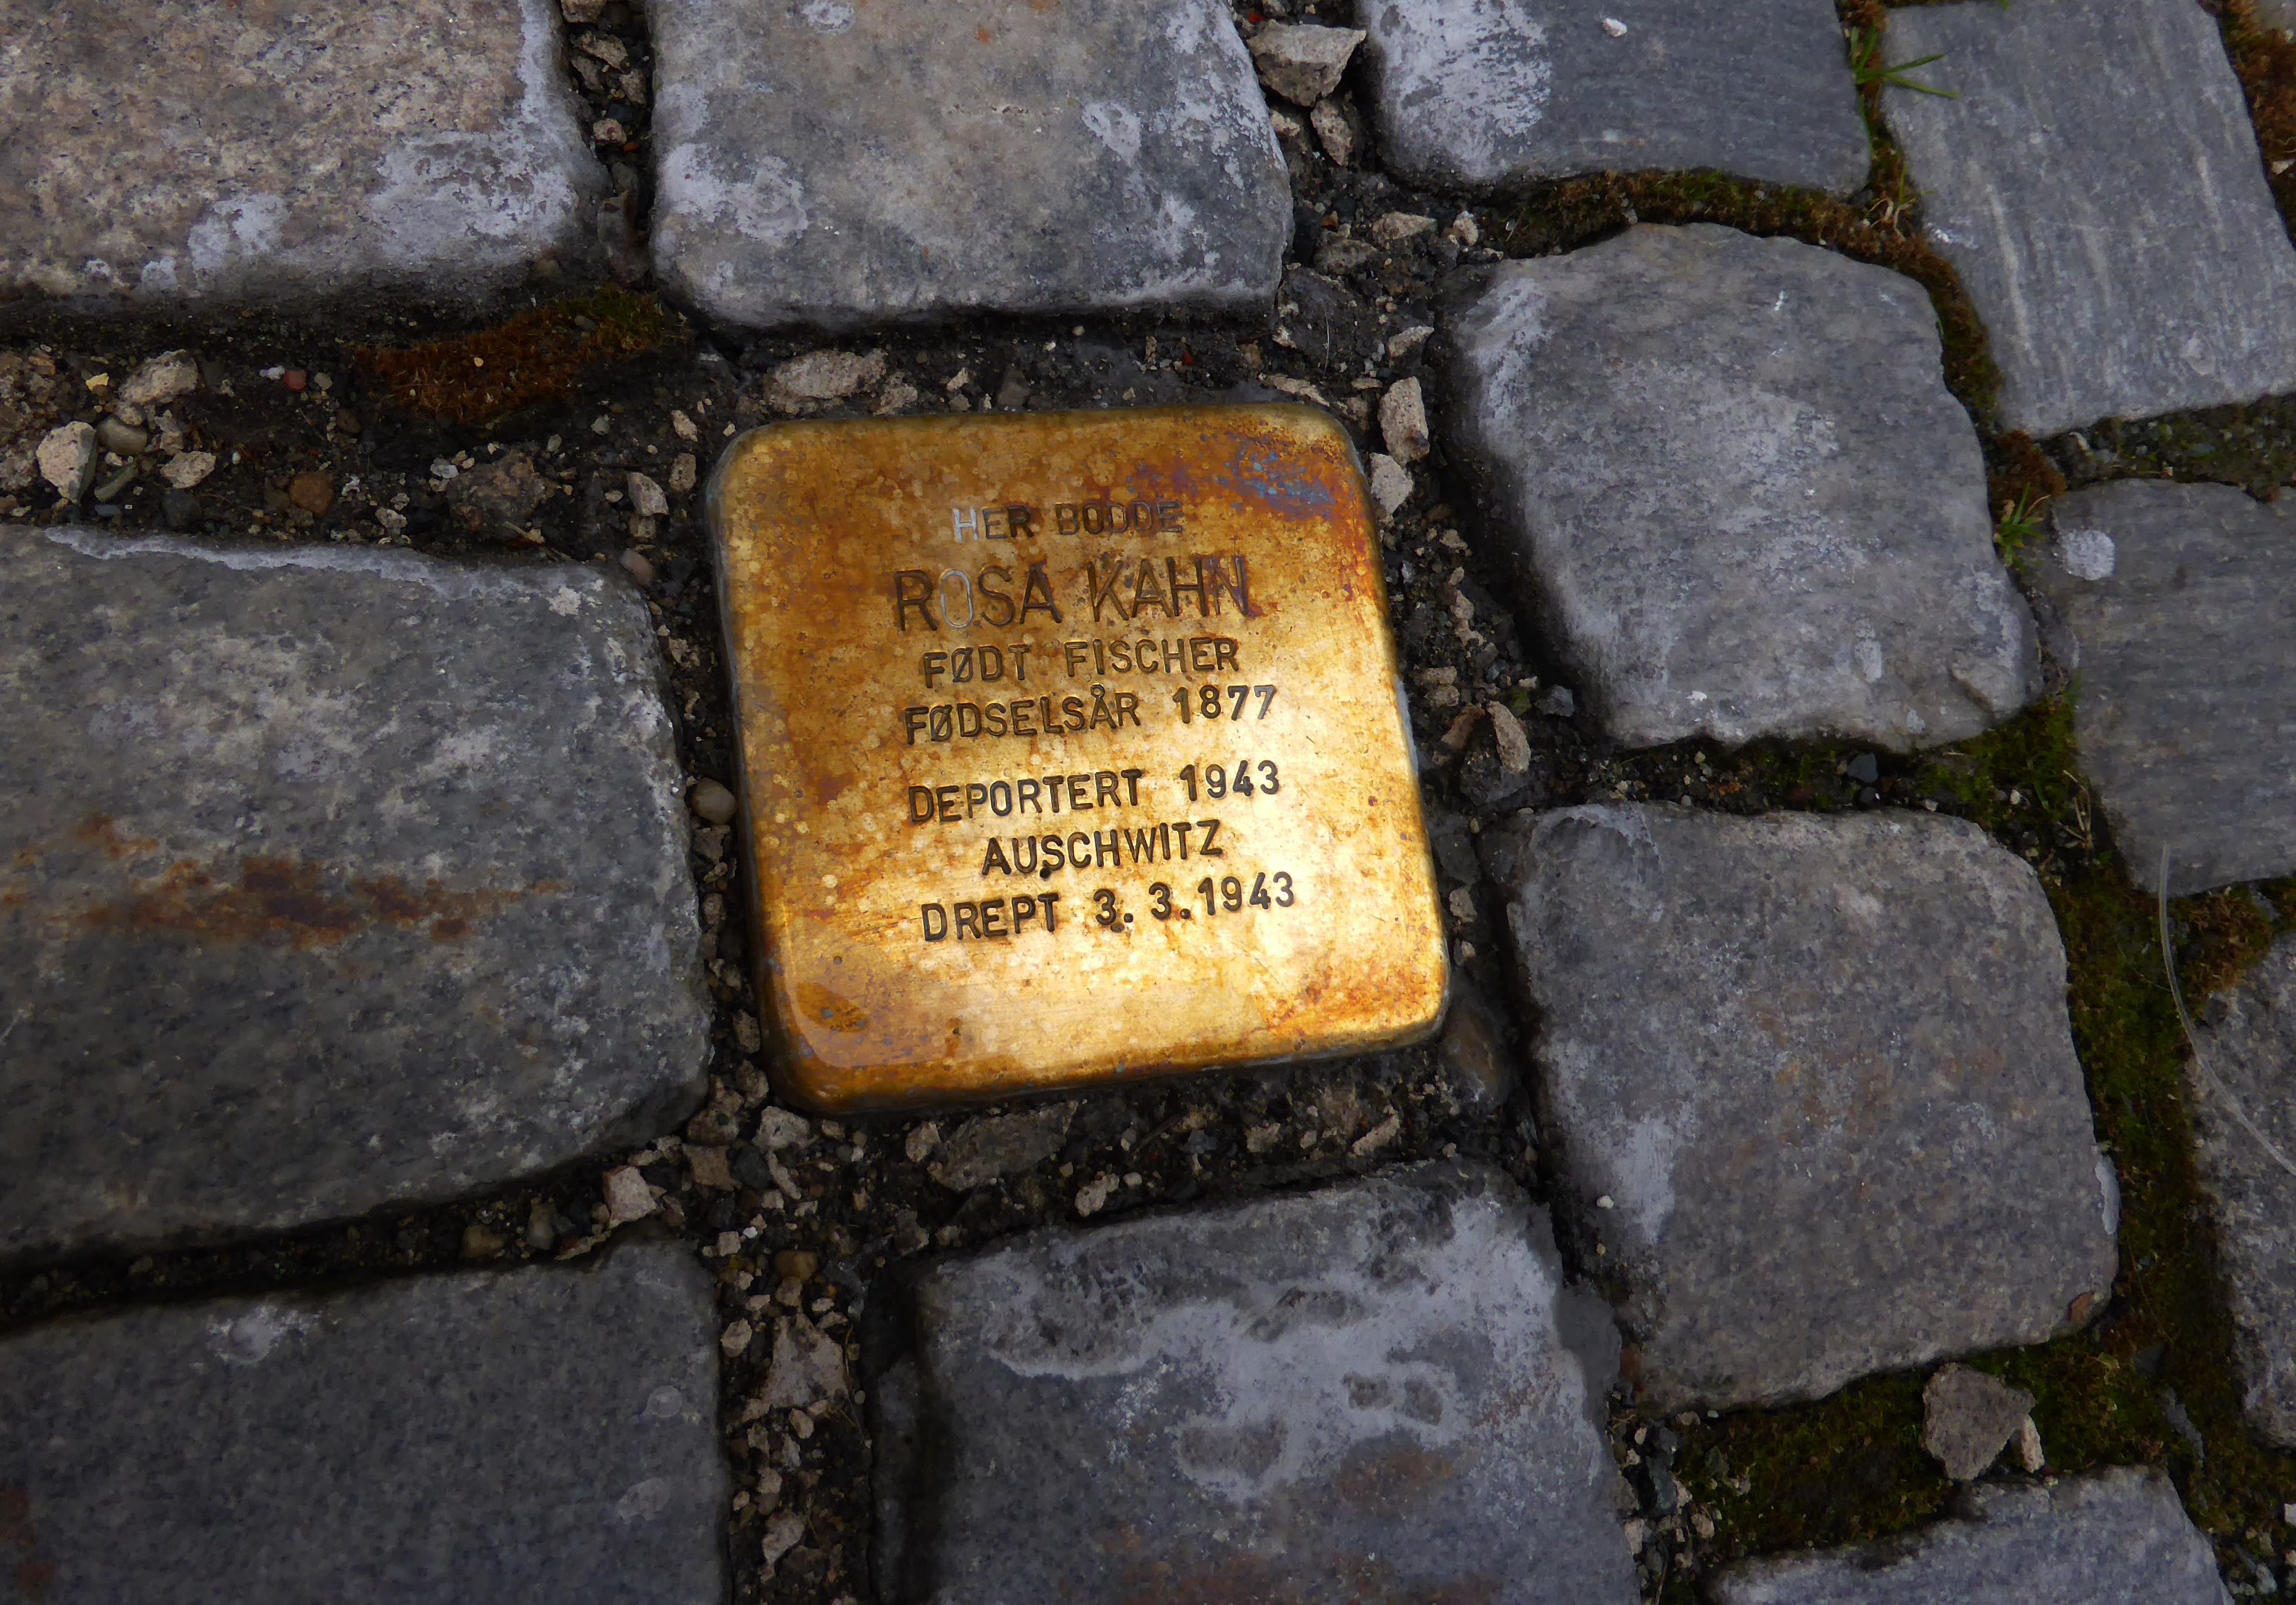 HER BODDE
ROSA KAHN
FØDT FISCHER
FØDSELSÅR 1877
DEPORTERT 1943
AUSCHWITZ
DREPT 3.3.1943